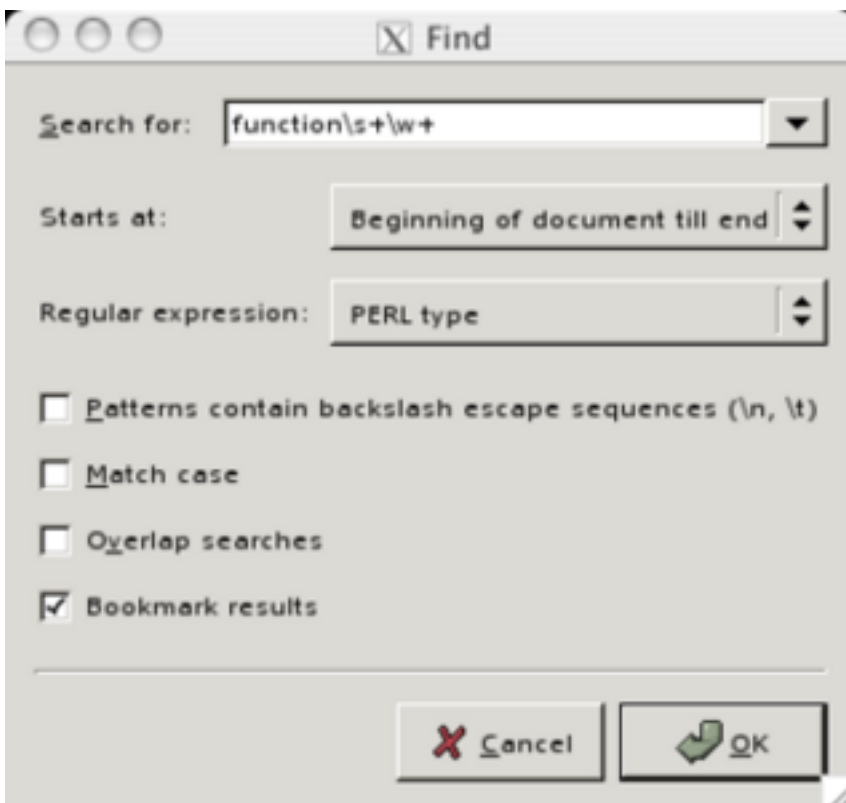 Find
Search for: function\s+\w+
Starts at: Beginning of document till end
Regular expression: PERL type
Patterns contain backslash escape sequences (\n, \t)
Match case
Overlap searches
Bookmark results
Cancel OK